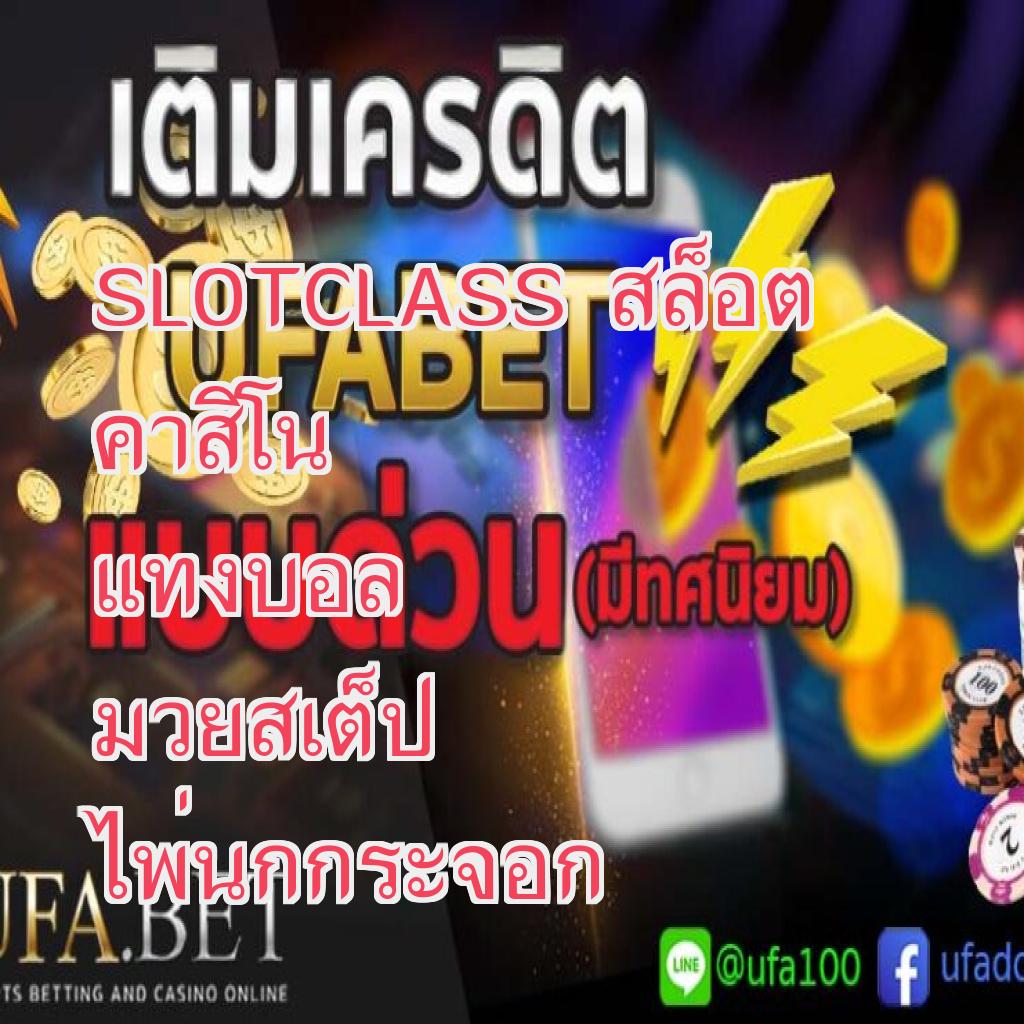 เติมเครดิต
SLOTCLASS สล็อต
UFABET
คาสิโน
แบบด่วน (มีทศนิยม)
แทงบอล
มวยสเต็ป
ไพ่นกกระจอก
UFA.BET
TS BETTING AND CASINO ONLINE
LINE @ufa100
f ufadc
100